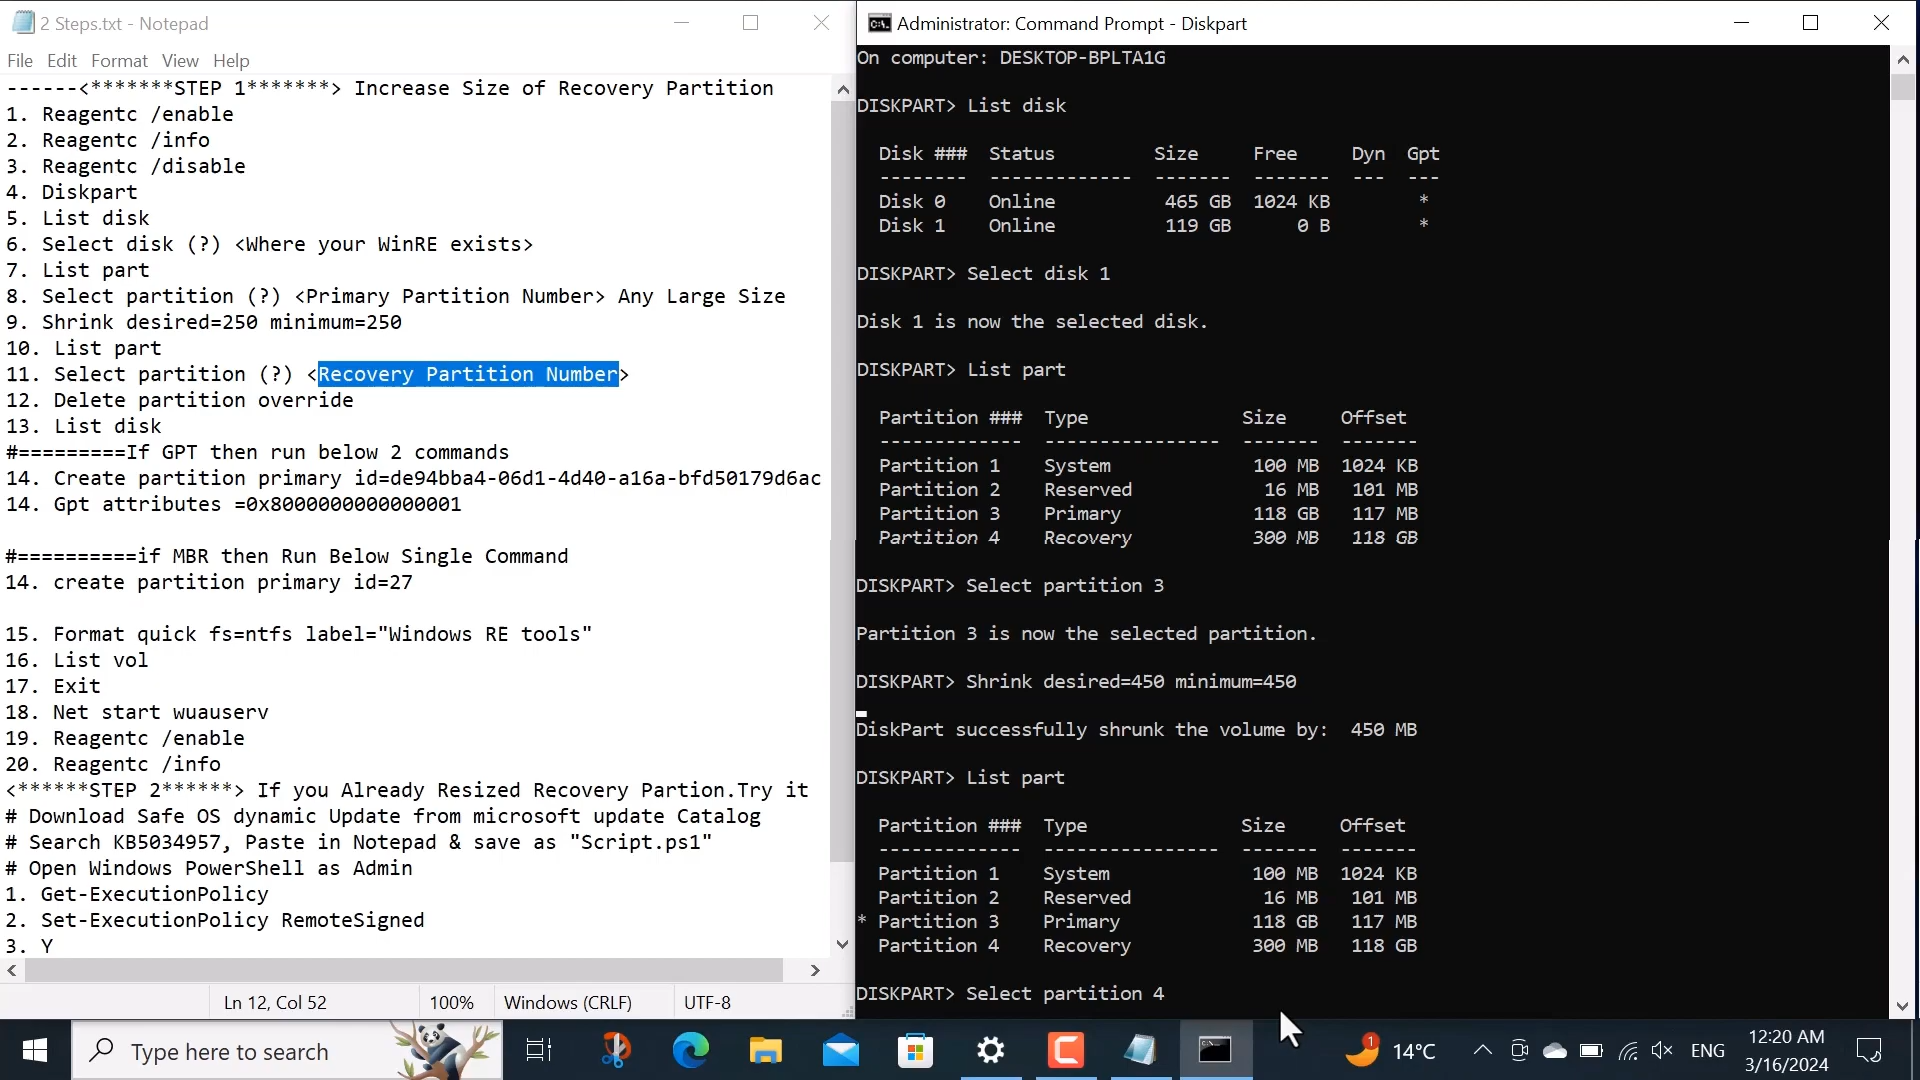 2 Steps.txt - Notepad
File Edit Format View Help
------<*******STEP 1*******> Increase Size of Recovery Partition
1. Reagentc /enable
2. Reagentc /info
3. Reagentc /disable
4. Diskpart
5. List disk
6. Select disk (?) <Where your WinRE exists>
7. List part
8. Select partition (?) <Primary Partition Number> Any Large Size
9. Shrink desired=250 minimum=250
10. List part
11. Select partition (?) <Recovery Partition Number>
12. Delete partition override
13. List disk
#=========If GPT then run below 2 commands
14. Create partition primary id=de94bba4-06d1-4d40-a16a-bfd50179d6ac
14. Gpt attributes =0x8000000000000001
#==========if MBR then Run Below Single Command
14. create partition primary id=27
15. Format quick fs=ntfs label="Windows RE tools"
16. List vol
17. Exit
18. Net start wuauserv
19. Reagentc /enable
20. Reagentc /info
<******STEP 2******> If you Already Resized Recovery Partion.Try it
# Download Safe OS dynamic Update from microsoft update Catalog
# Search KB5034957, Paste in Notepad & save as "Script.ps1"
# Open Windows PowerShell as Admin
1. Get-ExecutionPolicy
2. Set-ExecutionPolicy RemoteSigned
3. Y
Ln 12, Col 52 100% Windows (CRLF) UTF-8
Administrator: Command Prompt - Diskpart
On computer: DESKTOP-BPLTA1G
DISKPART> List disk
Disk ### Status Size Free Dyn Gpt
-------- ------------- ------- ------- --- ---
Disk 0 Online 465 GB 1024 KB *
Disk 1 Online 119 GB 0 B *
DISKPART> Select disk 1
Disk 1 is now the selected disk.
DISKPART> List part
Partition ### Type Size Offset
------------- ---------------- ------- -------
Partition 1 System 100 MB 1024 KB
Partition 2 Reserved 16 MB 101 MB
Partition 3 Primary 118 GB 117 MB
Partition 4 Recovery 300 MB 118 GB
DISKPART> Select partition 3
Partition 3 is now the selected partition.
DISKPART> Shrink desired=450 minimum=450
DiskPart successfully shrunk the volume by: 450 MB
DISKPART> List part
Partition ### Type Size Offset
------------- ---------------- ------- -------
Partition 1 System 100 MB 1024 KB
Partition 2 Reserved 16 MB 101 MB
* Partition 3 Primary 118 GB 117 MB
Partition 4 Recovery 300 MB 118 GB
DISKPART> Select partition 4
Type here to search
1
14°C
ENG
12:20 AM
3/16/2024